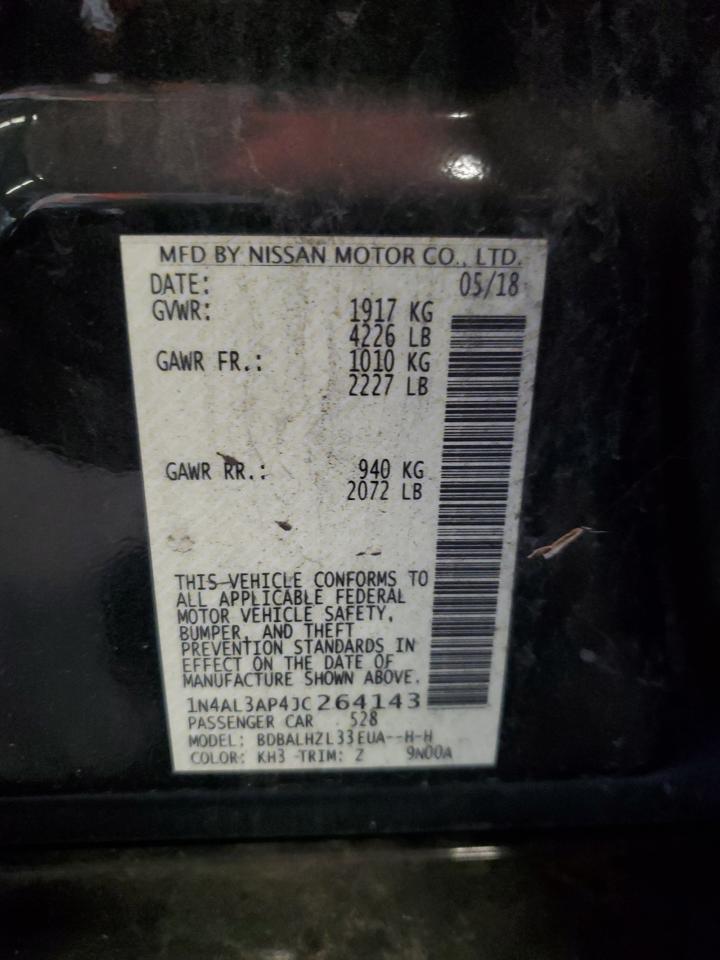 MFD BY NISSAN MOTOR CO., LTD.
DATE: 05/18
GVWR: 1917 KG
4226 LB
GAWR FR.: 1010 KG
2227 LB
GAWR RR.: 940 KG
2072 LB
THIS VEHICLE CONFORMS TO
ALL APPLICABLE FEDERAL
MOTOR VEHICLE SAFETY,
BUMPER, AND THEFT
PREVENTION STANDARDS IN
EFFECT ON THE DATE OF
MANUFACTURE SHOWN ABOVE.
1N4AL3AP4JC264143
PASSENGER CAR 528
MODEL: BDBALHZL33EUA--H-H
COLOR: KH3 TRIM: Z 9N00A